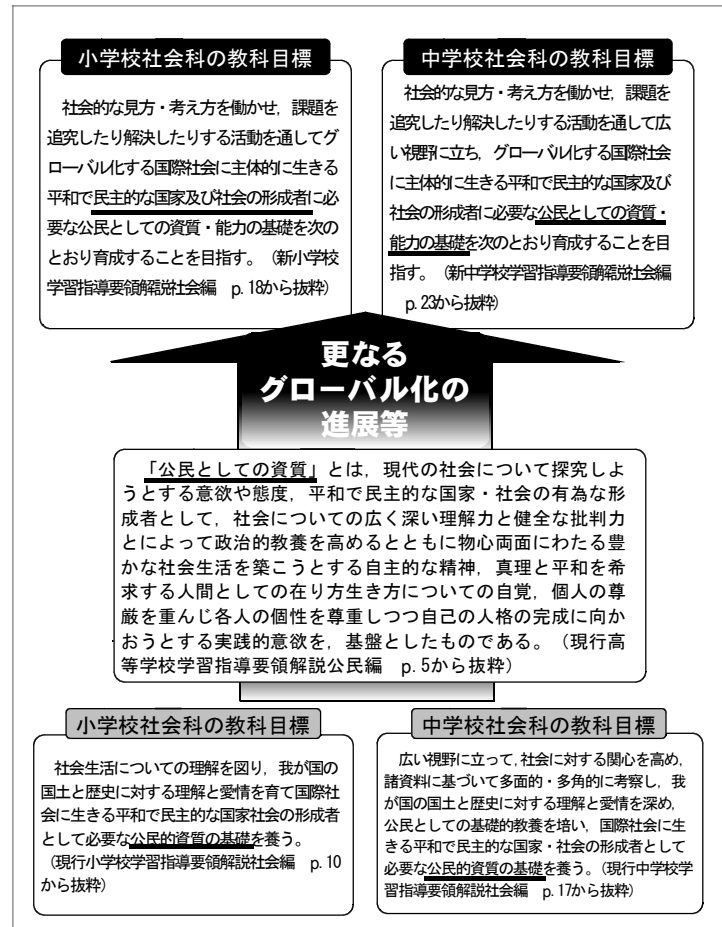 小学校社会科の教科目標
社会的な見方・考え方を働かせ，課題を
追究したり解決したりする活動を通してグ
ローバル化する国際社会に主体的に生きる
平和で民主的な国家及び社会の形成者に必
要な公民としての資質・能力の基礎を次の
とおり育成することを目指す。（新小学校
学習指導要領解説社会編　p.18から抜粋）
中学校社会科の教科目標
社会的な見方・考え方を働かせ，課題を
追究したり解決したりする活動を通して広
い視野に立ち，グローバル化する国際社会
に主体的に生きる平和で民主的な国家及び
社会の形成者に必要な公民としての資質・
能力の基礎を次のとおり育成することを目
指す。（新中学校学習指導要領解説社会編
p.23から抜粋）
更なる
グローバル化の
進展等
「公民としての資質」とは，現代の社会について探究しよ
うとする意欲や態度，平和で民主的な国家・社会の有為な形
成者として，社会についての広く深い理解力と健全な批判力
とによって政治的教養を高めるとともに物心両面にわたる豊
かな社会生活を築こうとする自主的な精神，真理と平和を希
求する人間としての在り方生き方についての自覚，個人の尊
厳を重んじ各人の個性を尊重しつつ自己の人格の完成に向か
おうとする実践的意欲を，基盤としたものである。（現行高
等学校学習指導要領解説公民編　p.5から抜粋）
小学校社会科の教科目標
社会生活についての理解を図り，我が国の
国土と歴史に対する理解と愛情を育て国際社
会に生きる平和で民主的な国家社会の形成者
として必要な公民的資質の基礎を養う。
（現行小学校学習指導要領解説社会編　p.10
から抜粋）
中学校社会科の教科目標
広い視野に立って，社会に対する関心を高め，
諸資料に基づいて多面的・多角的に考察し，我
が国の国土と歴史に対する理解と愛情を深め，
公民としての基礎的教養を培い，国際社会に生
きる平和で民主的な国家・社会の形成者として
必要な公民的資質の基礎を養う。（現行中学校学
習指導要領解説社会編　p.17から抜粋）